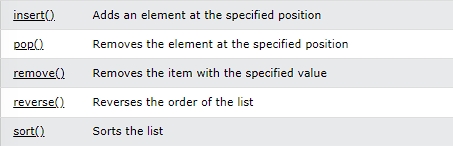 insert() Adds an element at the specified position
pop() Removes the element at the specified position
remove() Removes the item with the specified value
reverse() Reverses the order of the list
sort() Sorts the list